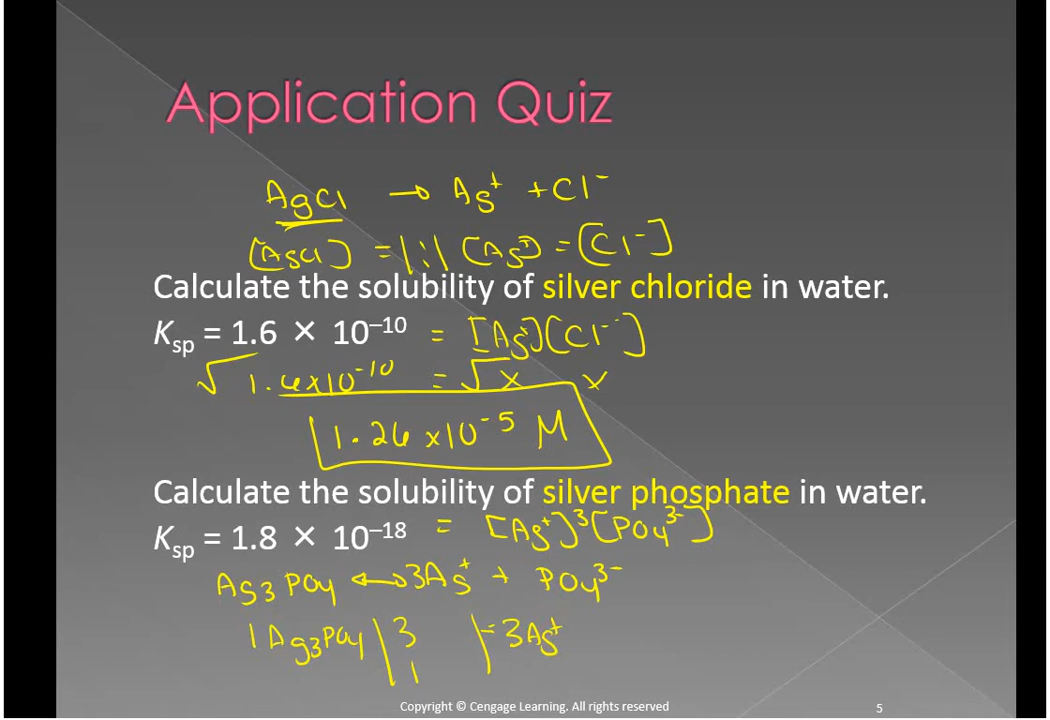 Application Quiz
AgCl → Ag⁺ + Cl⁻
[AgCl] = 1:1 [Ag⁺] = [Cl⁻]
Calculate the solubility of silver chloride in water.
Ksp = 1.6 × 10⁻¹⁰ = [Ag⁺][Cl⁻]
√1.6x10⁻¹⁰ = √x x
1.26 x10⁻⁵ M
Calculate the solubility of silver phosphate in water.
Ksp = 1.8 × 10⁻¹⁸ = [Ag⁺]³[PO4³⁻]
Ag3PO4 ↔ 3Ag⁺ + PO4³⁻
1 Ag3PO4 | 3 | = 3Ag⁺
1
Copyright © Cengage Learning. All rights reserved
5